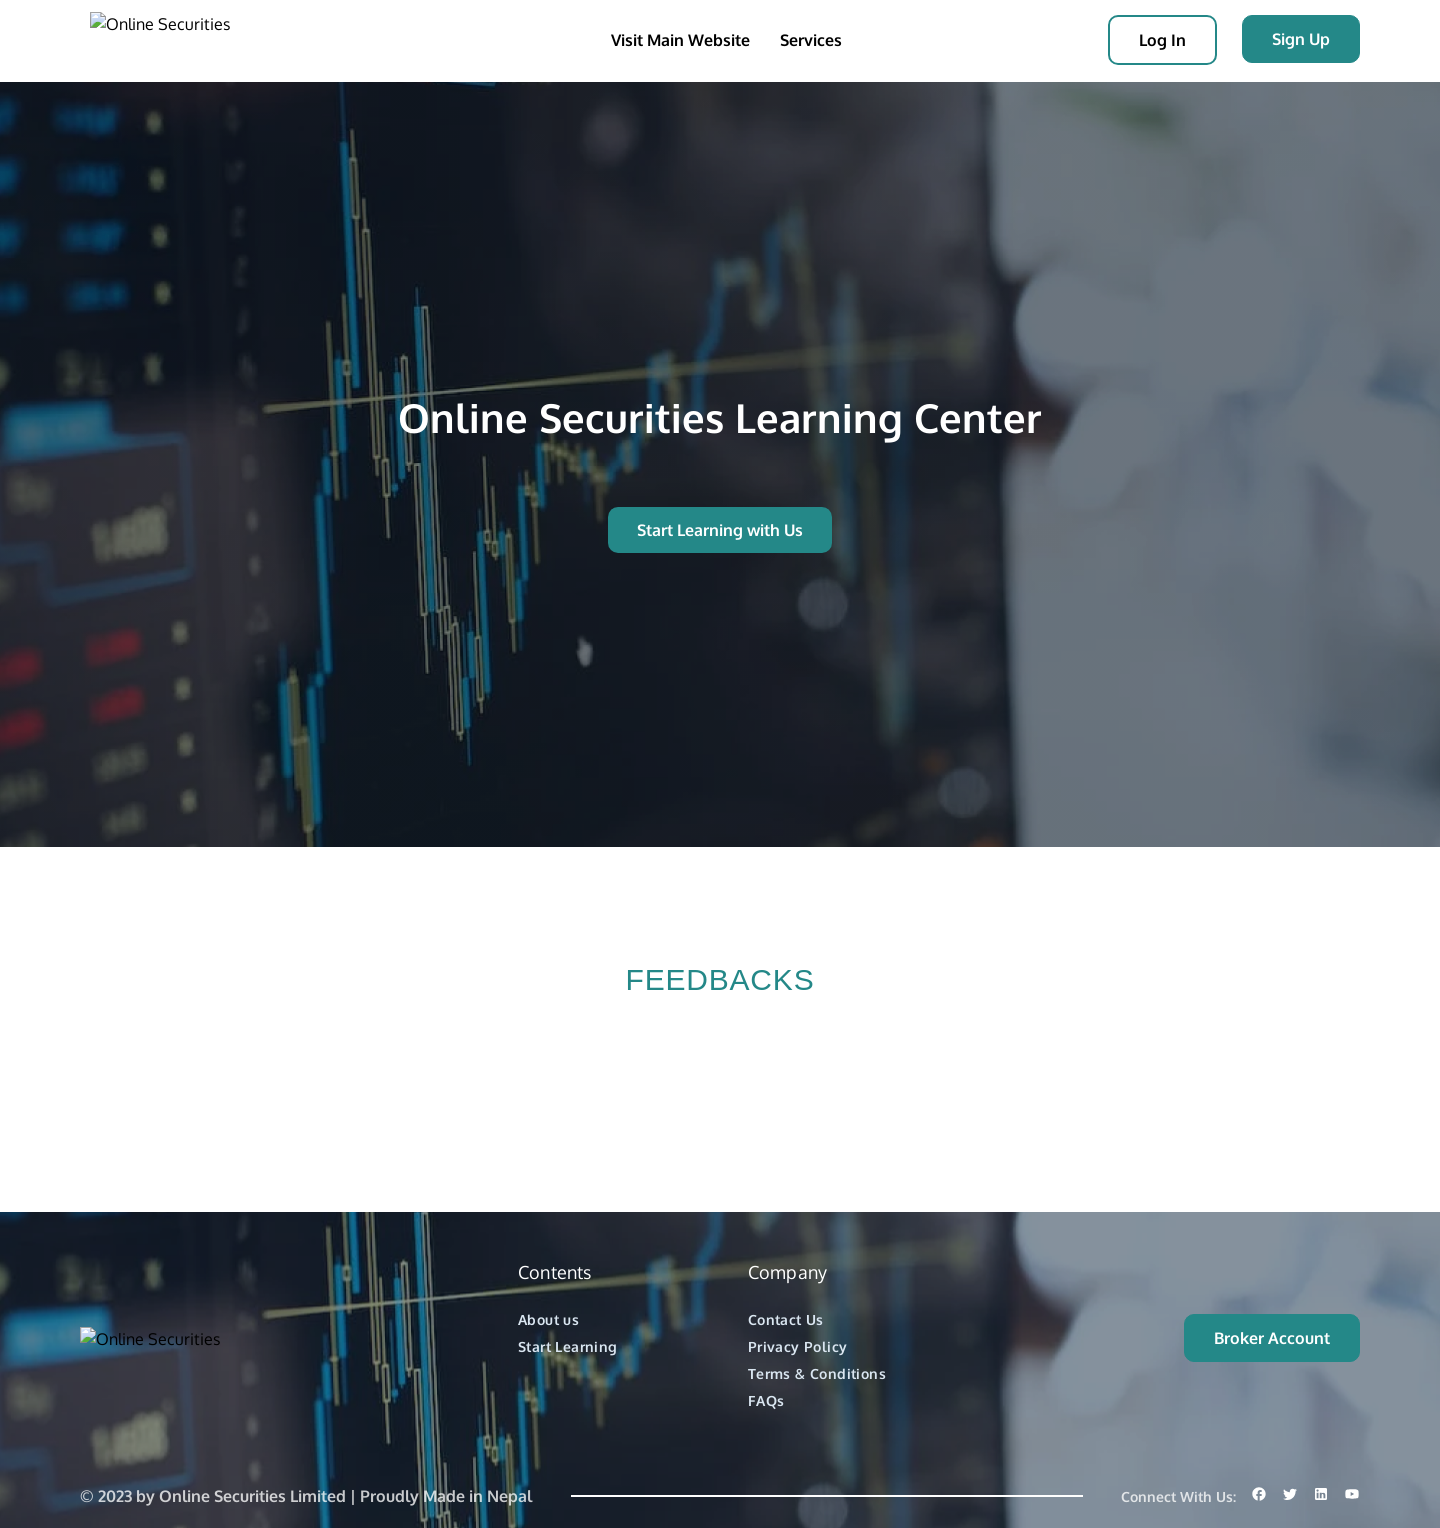 Online Securities
Visit Main Website
Services
Log In
Sign Up
Online Securities Learning Center
Start Learning with Us
FEEDBACKS
Online Securities
Contents
About us
Start Learning
Company
Contact Us
Privacy Policy
Terms & Conditions
FAQs
Broker Account
© 2023 by Online Securities Limited | Proudly Made in Nepal
Connect With Us: